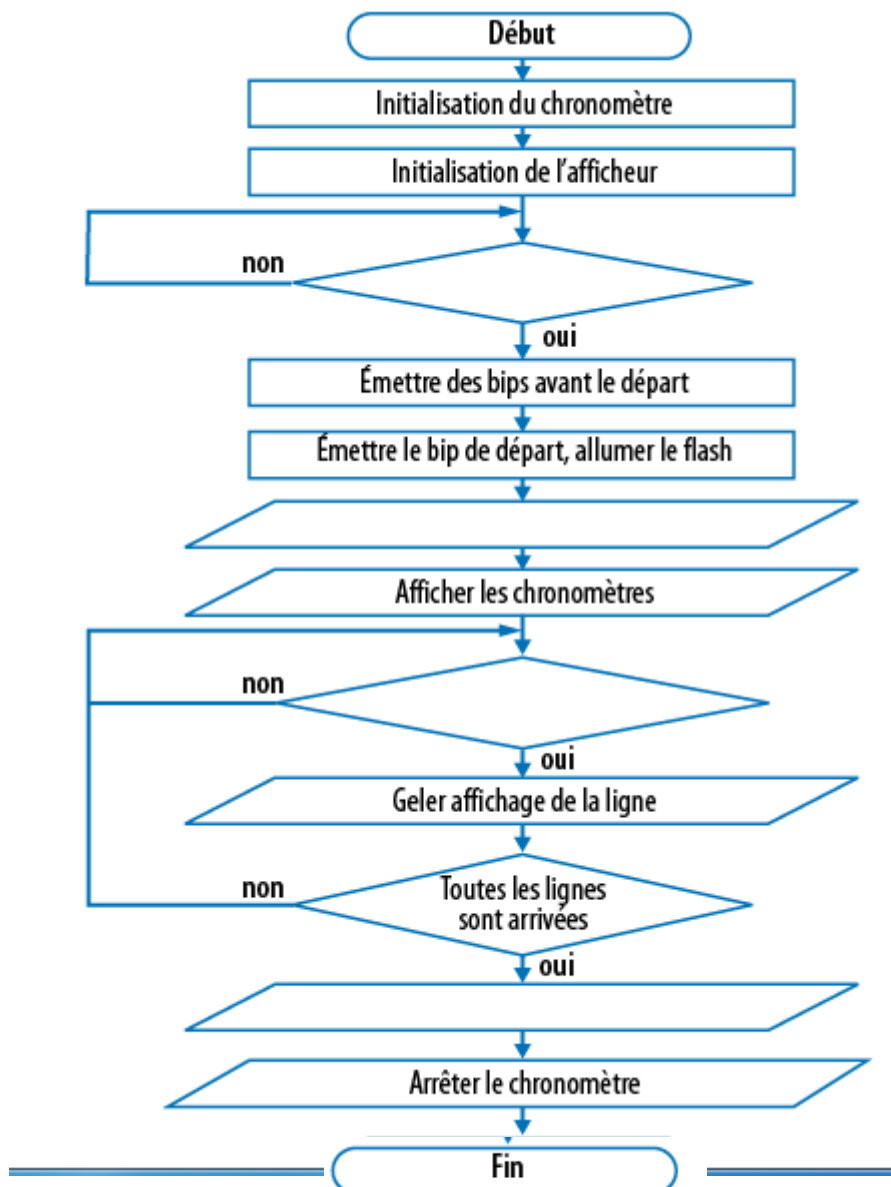 Début
Initialisation du chronomètre
Initialisation de l'afficheur
non
oui
Émettre des bips avant le départ
Émettre le bip de départ, allumer le flash
Afficher les chronomètres
non
oui
Geler affichage de la ligne
non
Toutes les lignes
sont arrivées
oui
Arrêter le chronomètre
Fin